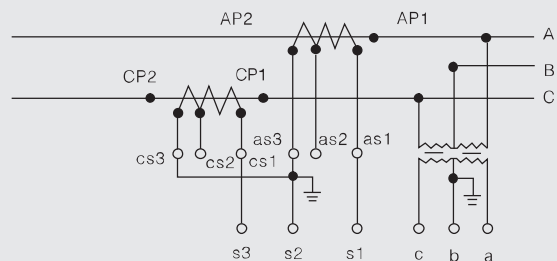 AP2 AP1 A
B
CP2 CP1 C
as3 as2 as1
cs3 cs2 cs1
s3 s2 s1 c b a